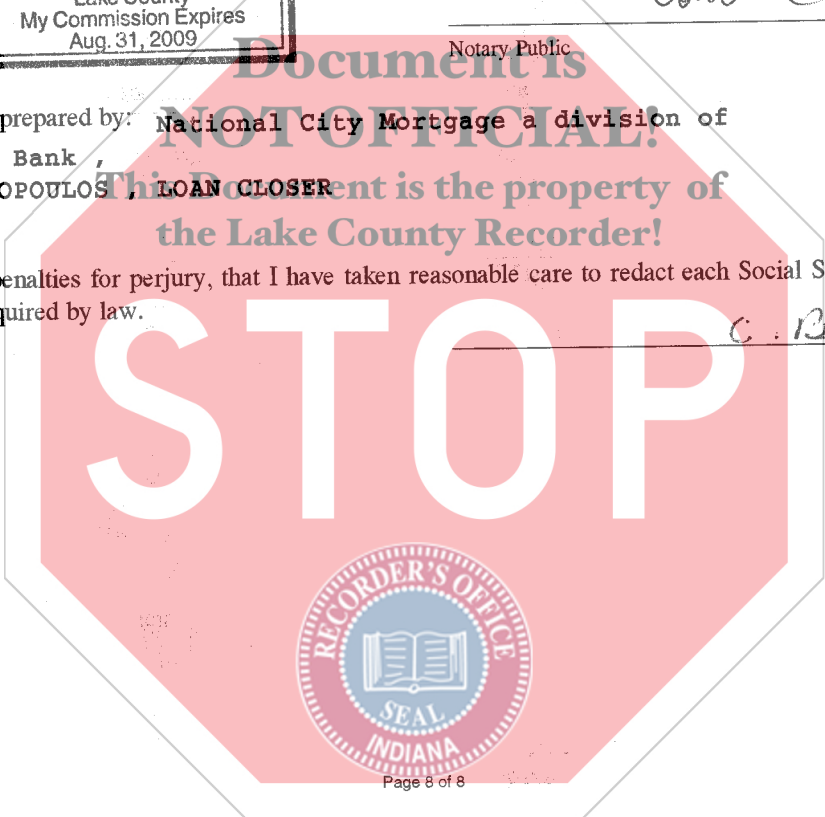 Lake County
My Commission Expires
Aug. 31, 2009
Notary Public
Document is
NOT OFFICIAL!
This Document is the property of
the Lake County Recorder!
prepared by: National City Mortgage a division of
Bank ,
OPOULOS , LOAN CLOSER
enalties for perjury, that I have taken reasonable care to redact each Social S
quired by law.
C. B
STOP
RECORDER'S OFFICE
SEAL
INDIANA
Page 8 of 8